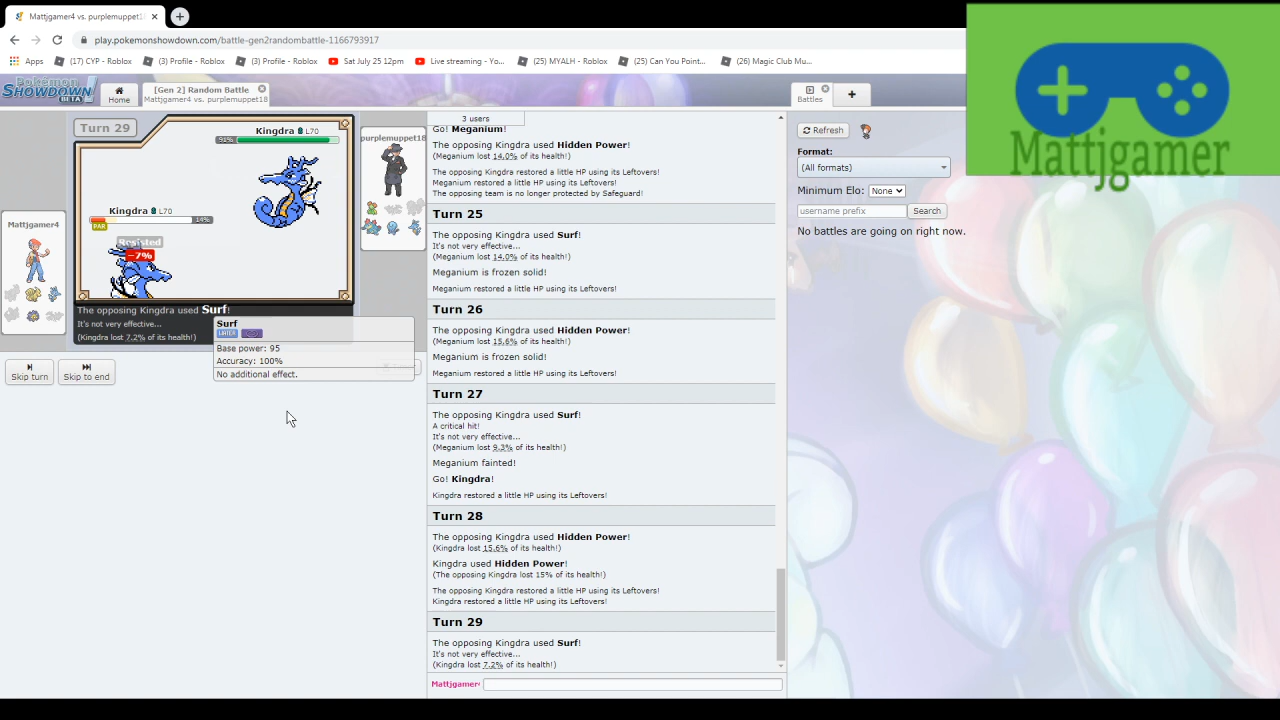 Mattjgamer4 vs. purplemuppet18
play.pokemonshowdown.com/battle-gen2randombattle-1166793917
Apps
(17) CYP - Roblox
(3) Profile - Roblox
(3) Profile - Roblox
Sat July 25 12pm
Live streaming - Yo...
(25) MYALH - Roblox
(25) Can You Point...
(26) Magic Club Mu...
Mattjgamer
POKéMON
SHOWDOWN
BETA
Home
[Gen 2] Random Battle
Mattjgamer4 vs. purplemuppet18
Battles
Turn 29
Kingdra L70
91%
Kingdra L70
14%
PAR
Resisted
−7%
Mattjgamer4
purplemuppet18
The opposing Kingdra used Surf!
It's not very effective...
(Kingdra lost 7.2% of its health!)
Surf
WATER
Base power: 95
Accuracy: 100%
No additional effect.
Skip turn
Skip to end
3 users
Go! Meganium!
The opposing Kingdra used Hidden Power!
(Meganium lost 14.0% of its health!)
The opposing Kingdra restored a little HP using its Leftovers!
Meganium restored a little HP using its Leftovers!
The opposing team is no longer protected by Safeguard!
Turn 25
The opposing Kingdra used Surf!
It's not very effective...
(Meganium lost 14.0% of its health!)
Meganium is frozen solid!
Meganium restored a little HP using its Leftovers!
Turn 26
The opposing Kingdra used Hidden Power!
(Meganium lost 15.6% of its health!)
Meganium is frozen solid!
Meganium restored a little HP using its Leftovers!
Turn 27
The opposing Kingdra used Surf!
A critical hit!
It's not very effective...
(Meganium lost 9.3% of its health!)
Meganium fainted!
Go! Kingdra!
Kingdra restored a little HP using its Leftovers!
Turn 28
The opposing Kingdra used Hidden Power!
(Kingdra lost 15.6% of its health!)
Kingdra used Hidden Power!
(The opposing Kingdra lost 15% of its health!)
The opposing Kingdra restored a little HP using its Leftovers!
Kingdra restored a little HP using its Leftovers!
Turn 29
The opposing Kingdra used Surf!
It's not very effective...
(Kingdra lost 7.2% of its health!)
Mattjgamer4
Refresh
Format:
(All formats)
Minimum Elo: None
username prefix
Search
No battles are going on right now.